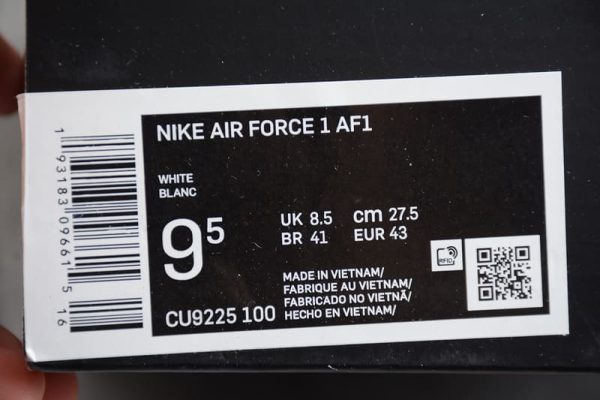 NIKE AIR FORCE 1 AF1
WHITE
BLANC
9⁵
UK 8.5 cm 27.5
BR 41 EUR 43
MADE IN VIETNAM/
FABRIQUE AU VIETNAM/
FABRICADO NO VIETNÃ/
HECHO EN VIETNAM/
CU9225 100
RFID
1 93183 09661 5 16